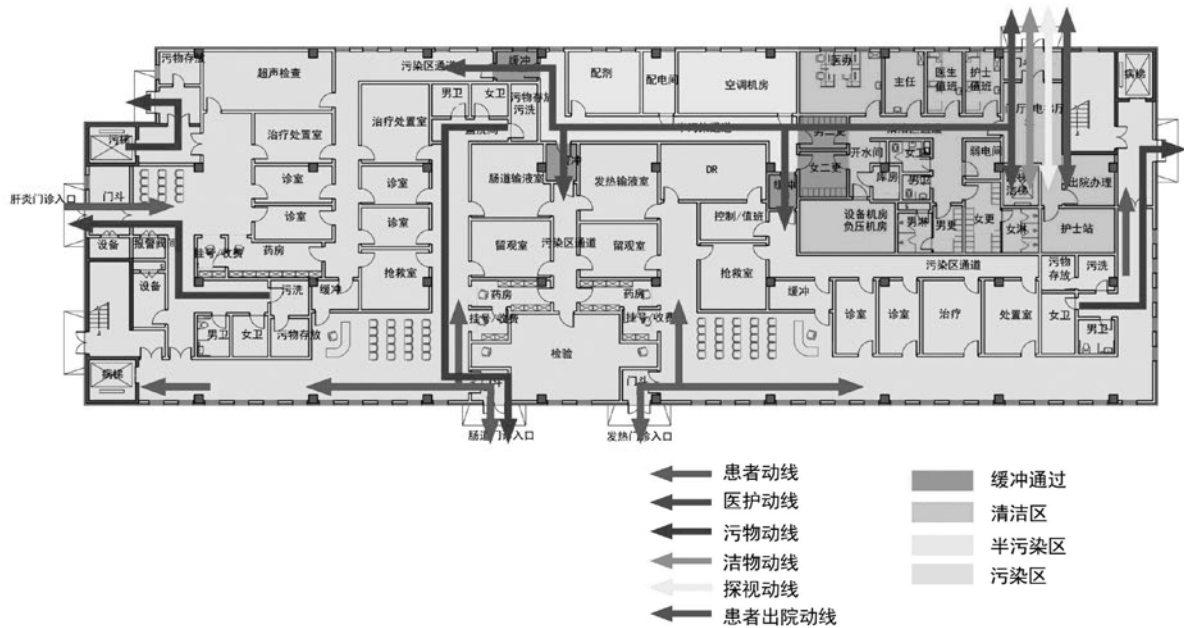 污物存放
超声检查
污染区通道
缓冲
配剂
配电间
空调机房
医办
主任
医生
值班
护士
值班
病梯
男卫
女卫
污物存放
污洗
治疗处置室
治疗处置室
污梯
男二更
女二更
开水间
女卫
弱电间
肠道输液室
发热输液室
DR
缓冲
库房
男卫
出院办理
肝炎门诊入口
门斗
诊室
诊室
诊室
诊室
控制/值班
设备机房
负压机房
男淋
男更
女更
女淋
护士站
设备
挂号/收费
药房
留观室
污染区通道
留观室
抢救室
抢救室
污染区通道
污物
存放
污洗
设备
污洗
缓冲
药房
药房
缓冲
挂号/收费
挂号/收费
诊室
诊室
治疗
处置室
女卫
男卫
男卫
女卫
污物存放
检验
病梯
门斗
肠道门诊入口
发热门诊入口
患者动线
医护动线
污物动线
洁物动线
探视动线
患者出院动线
缓冲通过
清洁区
半污染区
污染区